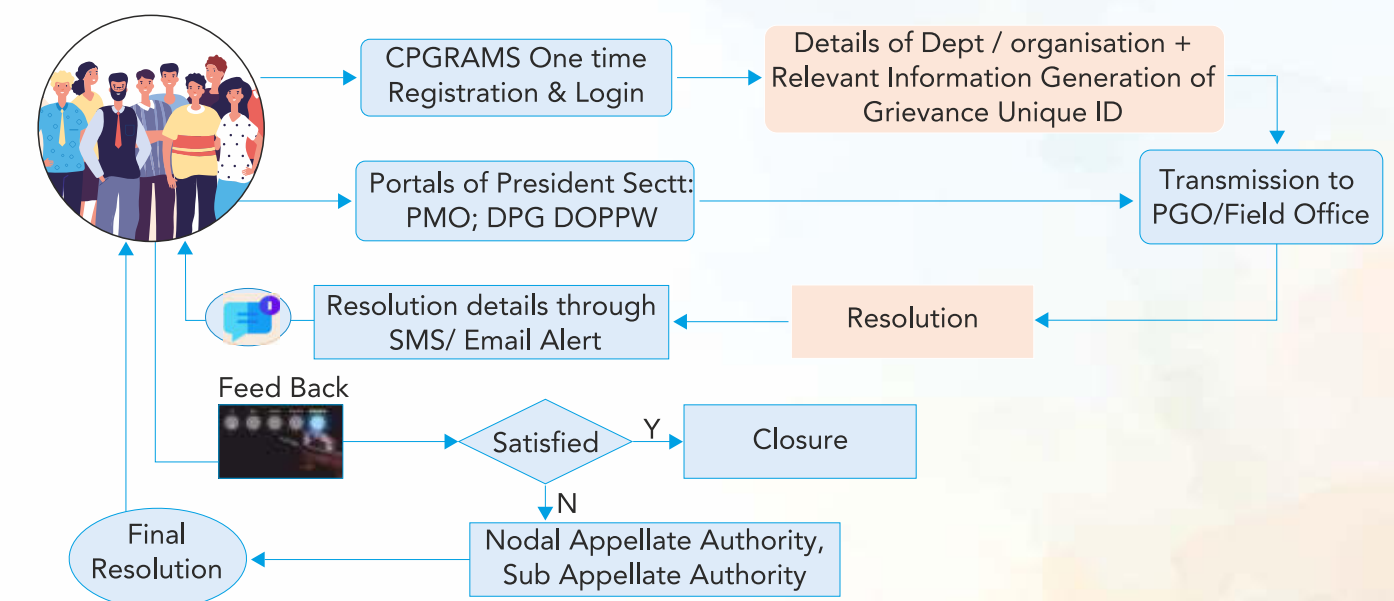 CPGRAMS One time
Registration & Login
Details of Dept / organisation +
Relevant Information Generation of
Grievance Unique ID
Portals of President Sectt:
PMO; DPG DOPPW
Transmission to
PGO/Field Office
Resolution details through
SMS/ Email Alert
Resolution
Feed Back
Satisfied
Y
Closure
N
Nodal Appellate Authority,
Sub Appellate Authority
Final
Resolution